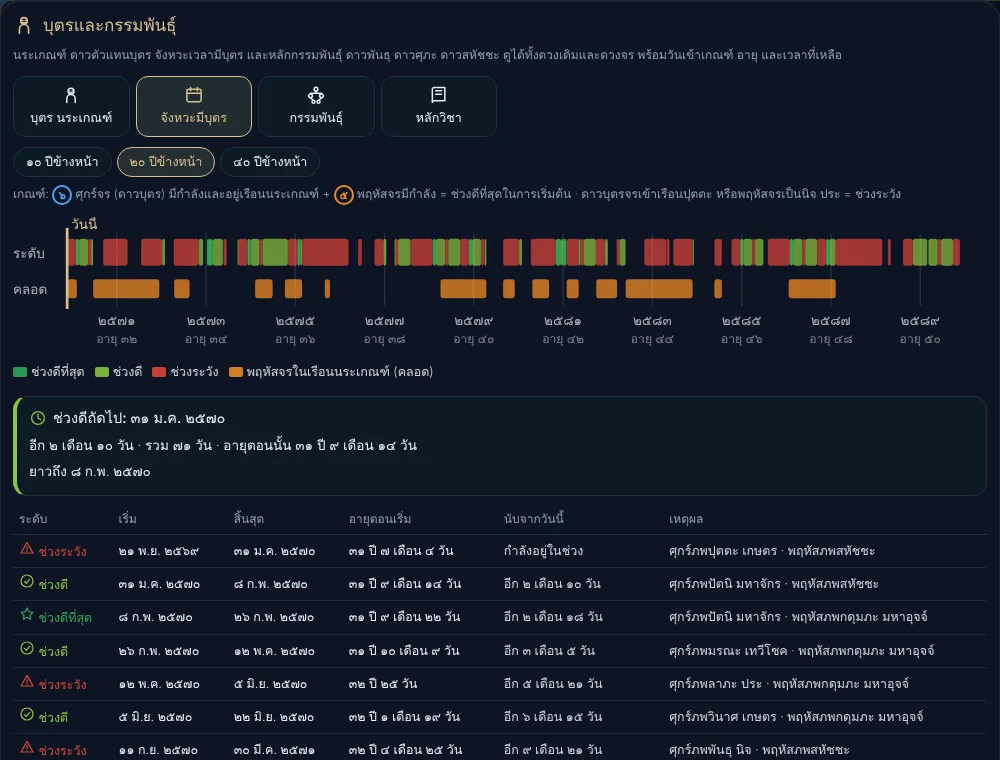 บุตรและกรรมพันธุ์
นระเกณฑ์ ดาวตัวแทนบุตร จังหวะเวลามีบุตร และหลักกรรมพันธุ์ ดาวพันธุ ดาวศุภะ ดาวสหัชชะ ดูได้ทั้งดวงเดิมและดวงจร พร้อมวันเข้าเกณฑ์ อายุ และเวลาที่เหลือ
บุตร นระเกณฑ์ จังหวะมีบุตร กรรมพันธุ์ หลักวิชา
๑๐ ปีข้างหน้า ๒๐ ปีข้างหน้า ๔๐ ปีข้างหน้า
เกณฑ์: ๖ ศุกร์จร (ดาวบุตร) มีกำลังและอยู่เรือนนระเกณฑ์ + ๕ พฤหัสจรมีกำลัง = ช่วงดีที่สุดในการเริ่มต้น · ดาวบุตรจรเข้าเรือนปุตตะ หรือพฤหัสจรเป็นนิจ ประ = ช่วงระวัง
วันนี้
ระดับ
คลอด
๒๕๗๑ ๒๕๗๓ ๒๕๗๕ ๒๕๗๗ ๒๕๗๙ ๒๕๘๑ ๒๕๘๓ ๒๕๘๕ ๒๕๘๗ ๒๕๘๙
อายุ ๓๒ อายุ ๓๔ อายุ ๓๖ อายุ ๓๘ อายุ ๔๐ อายุ ๔๒ อายุ ๔๔ อายุ ๔๖ อายุ ๔๘ อายุ ๕๐
ช่วงดีที่สุด ช่วงดี ช่วงระวัง พฤหัสจรในเรือนนระเกณฑ์ (คลอด)
ช่วงดีถัดไป: ๓๑ ม.ค. ๒๕๗๐
อีก ๒ เดือน ๑๐ วัน · รวม ๗๑ วัน · อายุตอนนั้น ๓๑ ปี ๙ เดือน ๑๔ วัน
ยาวถึง ๘ ก.พ. ๒๕๗๐
ระดับ เริ่ม สิ้นสุด อายุตอนเริ่ม นับจากวันนี้ เหตุผล
ช่วงระวัง ๒๑ พ.ย. ๒๕๖๙ ๓๑ ม.ค. ๒๕๗๐ ๓๑ ปี ๗ เดือน ๔ วัน กำลังอยู่ในช่วง ศุกร์ภพปุตตะ เกษตร · พฤหัสภพสหัชชะ
ช่วงดี ๓๑ ม.ค. ๒๕๗๐ ๘ ก.พ. ๒๕๗๐ ๓๑ ปี ๙ เดือน ๑๔ วัน อีก ๒ เดือน ๑๐ วัน ศุกร์ภพปัตนิ มหาจักร · พฤหัสภพสหัชชะ
ช่วงดีที่สุด ๘ ก.พ. ๒๕๗๐ ๒๖ ก.พ. ๒๕๗๐ ๓๑ ปี ๙ เดือน ๒๒ วัน อีก ๒ เดือน ๑๘ วัน ศุกร์ภพปัตนิ มหาจักร · พฤหัสภพกดุมภะ มหาอุจจ์
ช่วงดี ๒๖ ก.พ. ๒๕๗๐ ๑๒ พ.ค. ๒๕๗๐ ๓๑ ปี ๑๐ เดือน ๙ วัน อีก ๓ เดือน ๕ วัน ศุกร์ภพมรณะ เทวีโชค · พฤหัสภพกดุมภะ มหาอุจจ์
ช่วงระวัง ๑๒ พ.ค. ๒๕๗๐ ๕ มิ.ย. ๒๕๗๐ ๓๒ ปี ๒๕ วัน อีก ๕ เดือน ๒๑ วัน ศุกร์ภพลาภะ ประ · พฤหัสภพกดุมภะ มหาอุจจ์
ช่วงดี ๕ มิ.ย. ๒๕๗๐ ๒๒ มิ.ย. ๒๕๗๐ ๓๒ ปี ๑ เดือน ๑๙ วัน อีก ๖ เดือน ๑๕ วัน ศุกร์ภพวินาศ เกษตร · พฤหัสภพกดุมภะ มหาอุจจ์
ช่วงระวัง ๑๑ ก.ย. ๒๕๗๐ ๓๐ มี.ค. ๒๕๗๑ ๓๒ ปี ๔ เดือน ๒๕ วัน อีก ๙ เดือน ๒๑ วัน ศุกร์ภพพันธุ นิจ · พฤหัสภพสหัชชะ